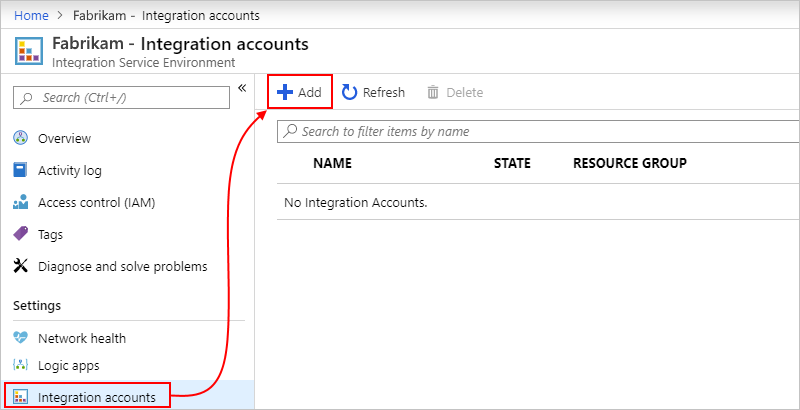 Home > Fabrikam - Integration accounts
Fabrikam - Integration accounts
Integration Service Environment
Search (Ctrl+/)
«
Overview
Activity log
Access control (IAM)
Tags
Diagnose and solve problems
Settings
Network health
Logic apps
Integration accounts
Add Refresh Delete
Search to filter items by name
NAME STATE RESOURCE GROUP
No Integration Accounts.